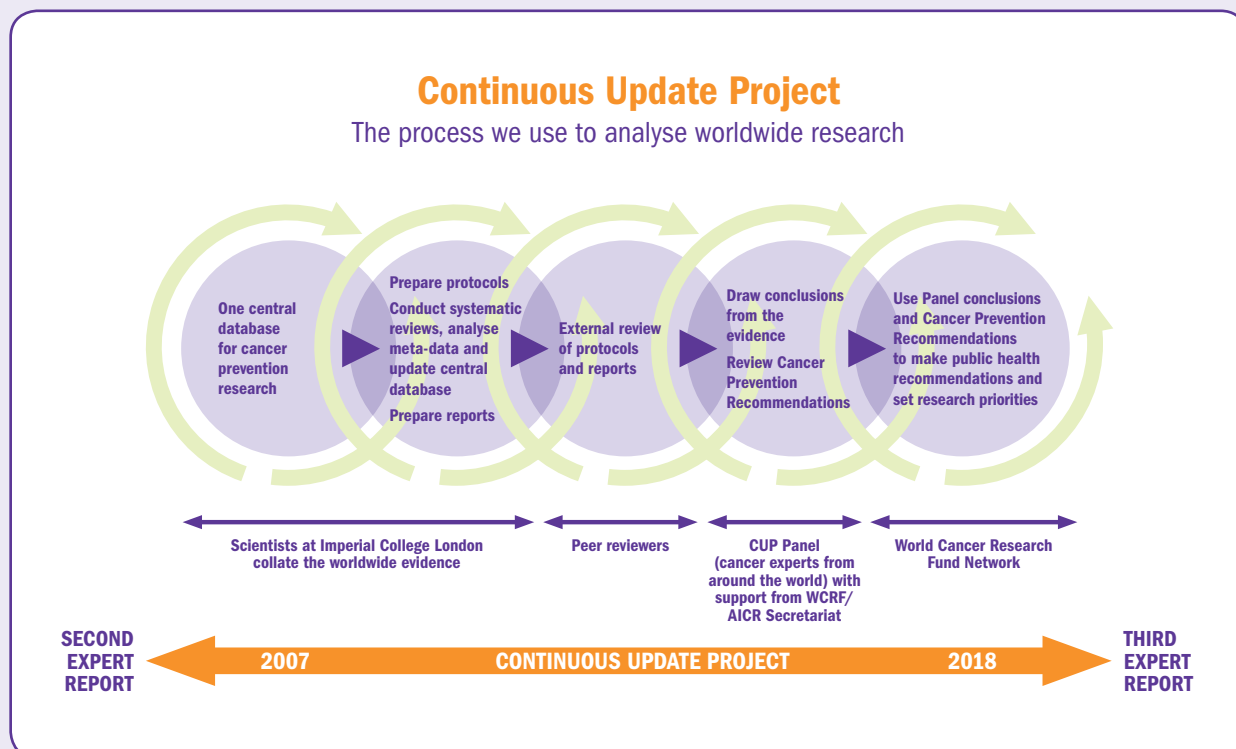 Continuous Update Project
The process we use to analyse worldwide research
One central
database
for cancer
prevention
research
Prepare protocols
Conduct systematic
reviews, analyse
meta-data and
update central
database
Prepare reports
External review
of protocols
and reports
Draw conclusions
from the
evidence
Review Cancer
Prevention
Recommendations
Use Panel conclusions
and Cancer Prevention
Recommendations
to make public health
recommendations and
set research priorities
Scientists at Imperial College London
collate the worldwide evidence
Peer reviewers
CUP Panel
(cancer experts from
around the world) with
support from WCRF/
AICR Secretariat
World Cancer Research
Fund Network
SECOND
EXPERT
REPORT
2007
CONTINUOUS UPDATE PROJECT
2018
THIRD
EXPERT
REPORT